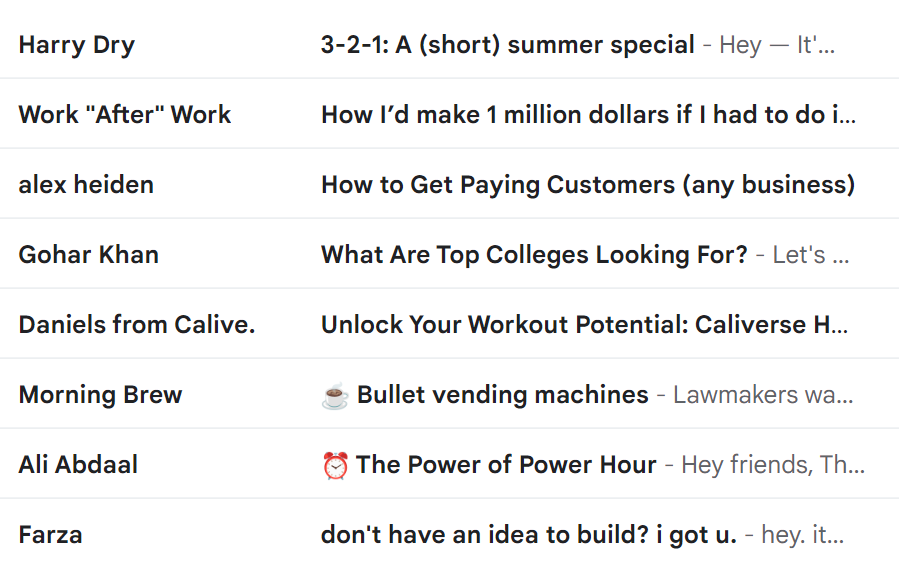 Harry Dry 3-2-1: A (short) summer special - Hey — It'...
Work "After" Work How I’d make 1 million dollars if I had to do i...
alex heiden How to Get Paying Customers (any business)
Gohar Khan What Are Top Colleges Looking For? - Let's ...
Daniels from Calive. Unlock Your Workout Potential: Caliverse H...
Morning Brew ☕ Bullet vending machines - Lawmakers wa...
Ali Abdaal ⏰ The Power of Power Hour - Hey friends, Th...
Farza don't have an idea to build? i got u. - hey. it...